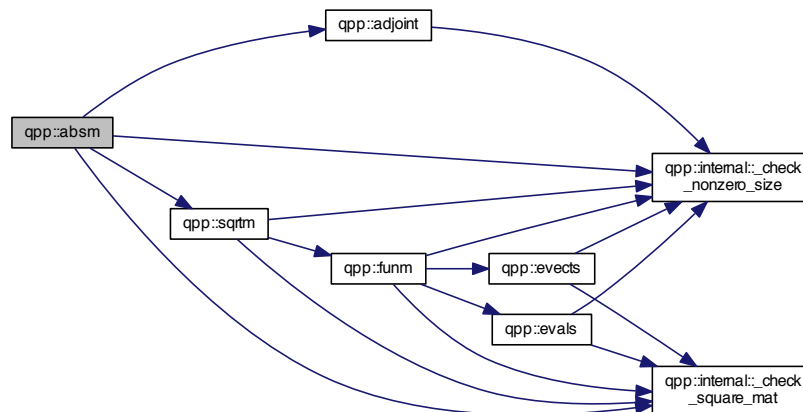 qpp::adjoint
qpp::absm
qpp::internal::_check
_nonzero_size
qpp::sqrtm
qpp::funm
qpp::evects
qpp::evals
qpp::internal::_check
_square_mat